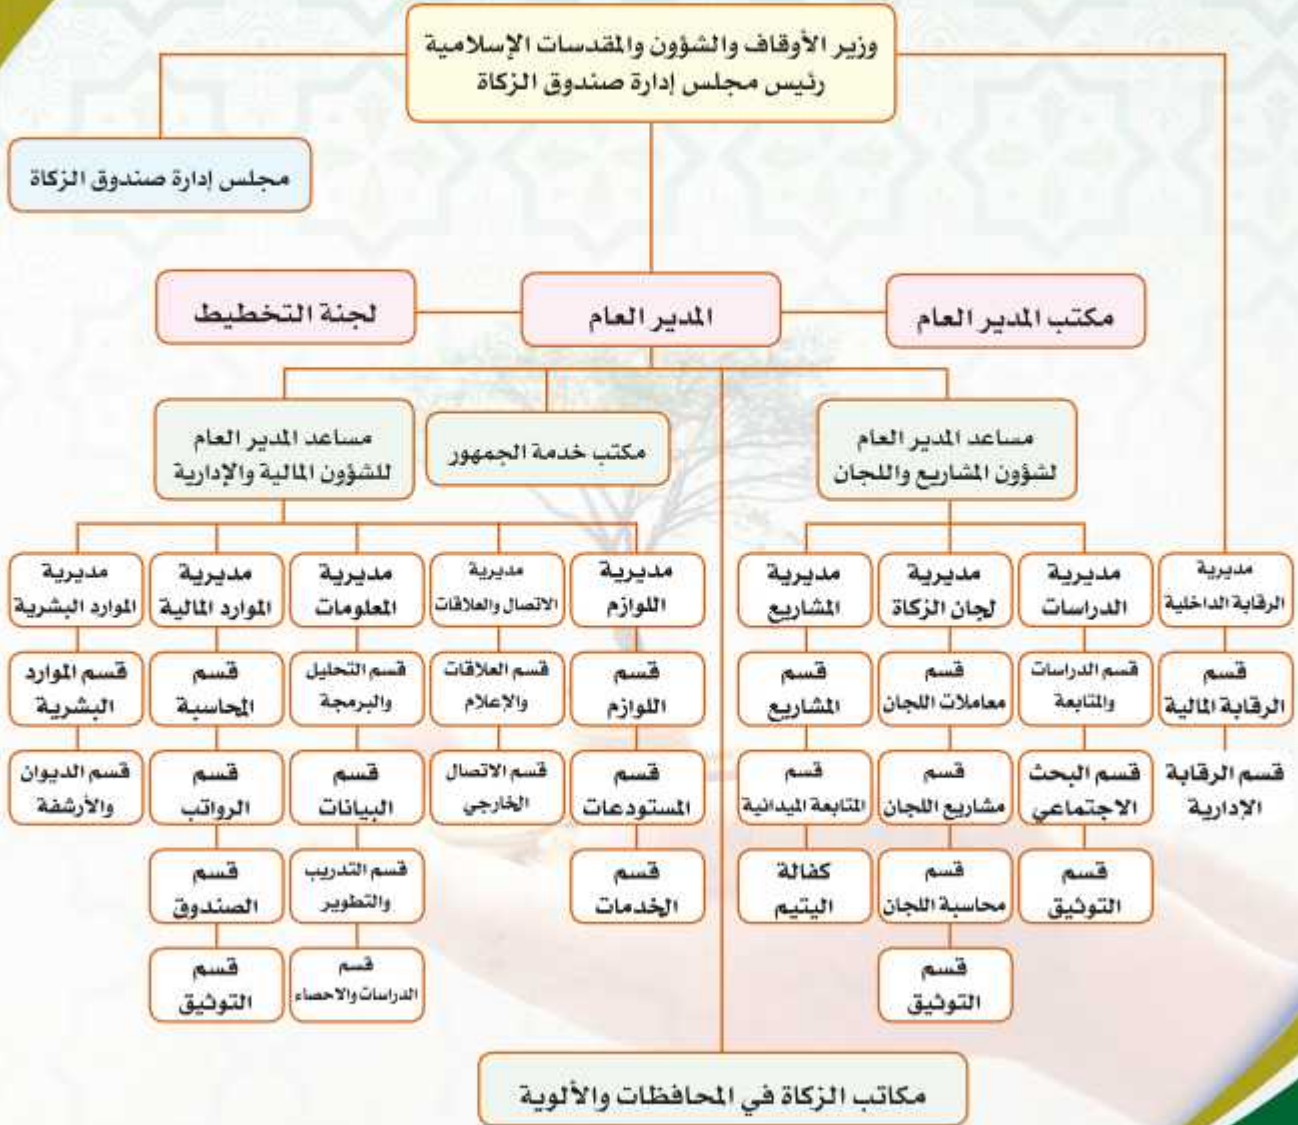 وزير الأوقاف والشؤون والمقدسات الإسلامية
رئيس مجلس إدارة صندوق الزكاة
مجلس إدارة صندوق الزكاة
مكتب المدير العام
المدير العام
لجنة التخطيط
مساعد المدير العام
لشؤون المشاريع واللجان
مكتب خدمة الجمهور
مساعد المدير العام
للشؤون المالية والإدارية
مديرية
الرقابة الداخلية
مديرية
الدراسات
مديرية
لجان الزكاة
مديرية
المشاريع
مديرية
اللوازم
مديرية
الاتصال والعلاقات
مديرية
المعلومات
مديرية
الموارد المالية
مديرية
الموارد البشرية
قسم
الرقابة المالية
قسم الدراسات
والمتابعة
قسم
معاملات اللجان
قسم
المشاريع
قسم
اللوازم
قسم العلاقات
والإعلام
قسم التحليل
والبرمجة
قسم
المحاسبة
قسم الموارد
البشرية
قسم الرقابة
الإدارية
قسم البحث
الاجتماعي
قسم
مشاريع اللجان
قسم
المتابعة الميدانية
قسم
المستودعات
قسم الاتصال
الخارجي
قسم
البيانات
قسم
الرواتب
قسم الديوان
والأرشفة
قسم
التوثيق
قسم
محاسبة اللجان
كفالة
اليتيم
قسم
الخدمات
قسم التدريب
والتطوير
قسم
الصندوق
قسم
التوثيق
قسم
الدراسات والاحصاء
قسم
التوثيق
مكاتب الزكاة في المحافظات والألوية